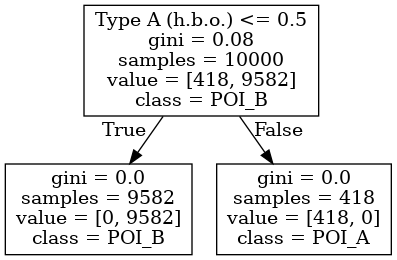 Type A (h.b.o.) <= 0.5
gini = 0.08
samples = 10000
value = [418, 9582]
class = POI_B
True
False
gini = 0.0
samples = 9582
value = [0, 9582]
class = POI_B
gini = 0.0
samples = 418
value = [418, 0]
class = POI_A